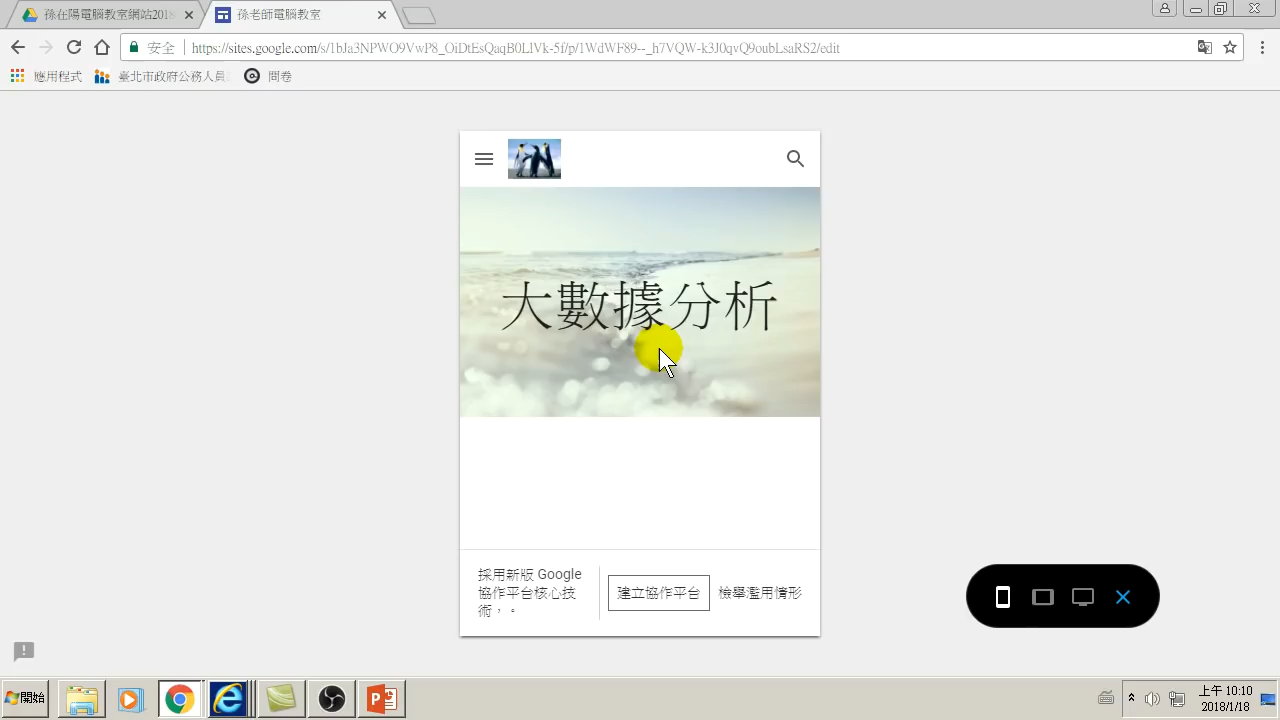 孫在陽電腦教室網站2018
孫老師電腦教室
安全
https://sites.google.com/s/1bJa3NPWO9VwP8_OiDtEsQaqB0LIVk-5f/p/1WdWF89--_h7VQW-k3J0qvQ9oubLsaRS2/edit
應用程式
臺北市政府公務人員
問卷
大數據分析
採用新版 Google
協作平台核心技
術，。
建立協作平台
檢舉濫用情形
開始
上午 10:10
2018/1/18